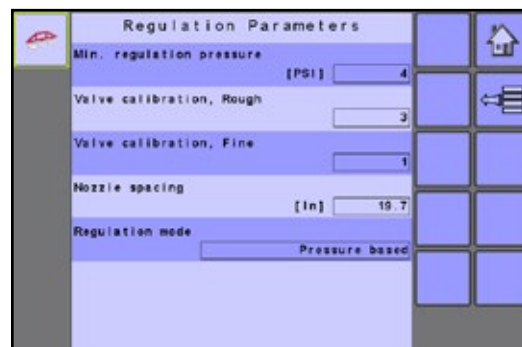 Regulation Parameters
Min. regulation pressure
[PSI] 4
Valve calibration, Rough
3
Valve calibration, Fine
1
Nozzle spacing
[In] 19.7
Regulation mode
Pressure based